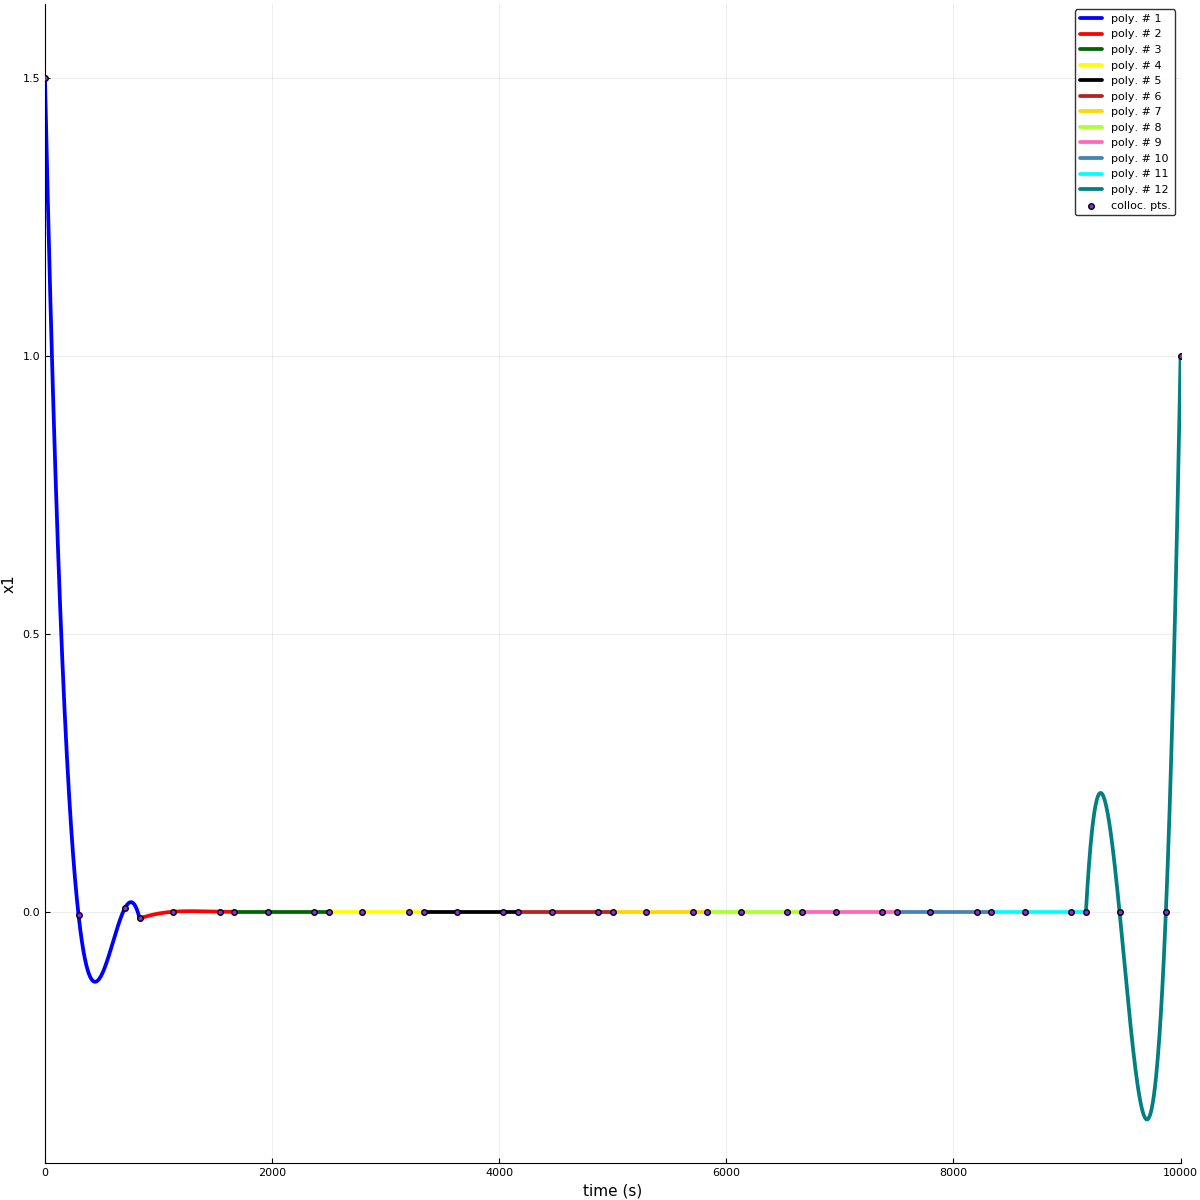 poly. # 1
poly. # 2
poly. # 3
poly. # 4
poly. # 5
poly. # 6
poly. # 7
poly. # 8
poly. # 9
poly. # 10
poly. # 11
poly. # 12
colloc. pts.
1.5
1.0
0.5
0.0
x1
0 2000 4000 6000 8000 10000
time (s)